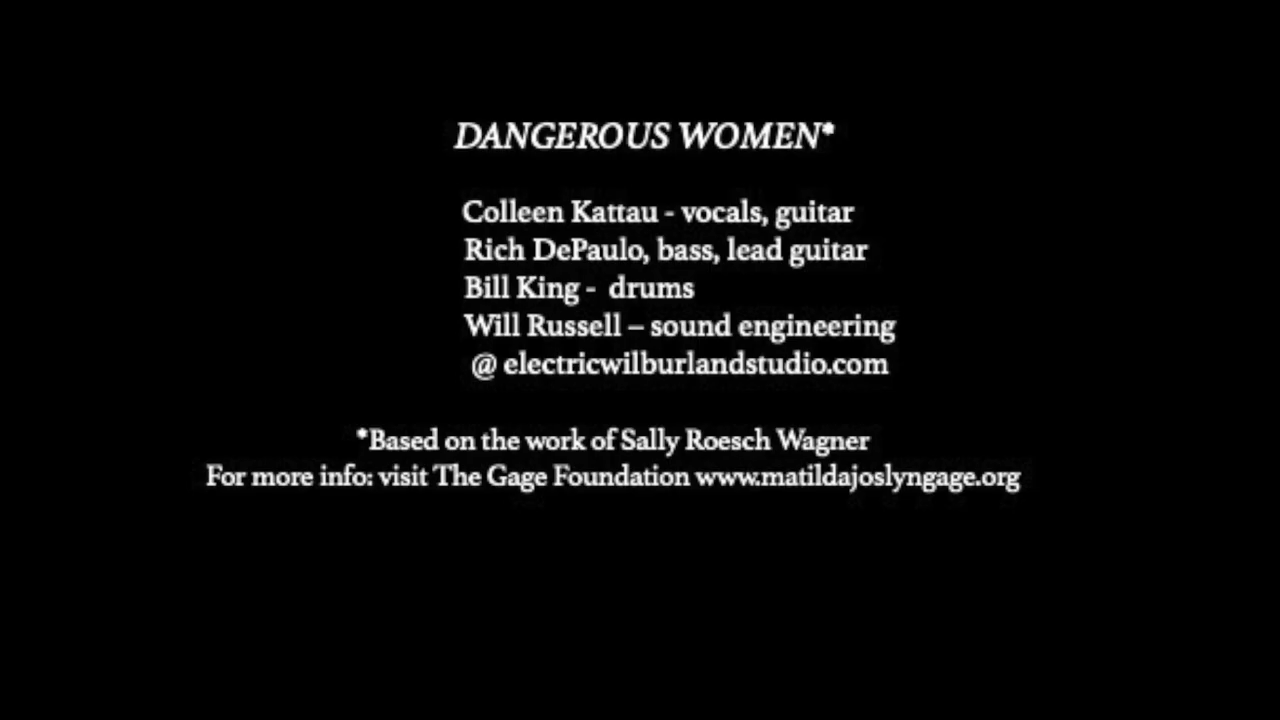 DANGEROUS WOMEN*
Colleen Kattau - vocals, guitar
Rich DePaulo, bass, lead guitar
Bill King -  drums
Will Russell – sound engineering
@ electricwilburlandstudio.com
*Based on the work of Sally Roesch Wagner
For more info: visit The Gage Foundation www.matildajoslyngage.org